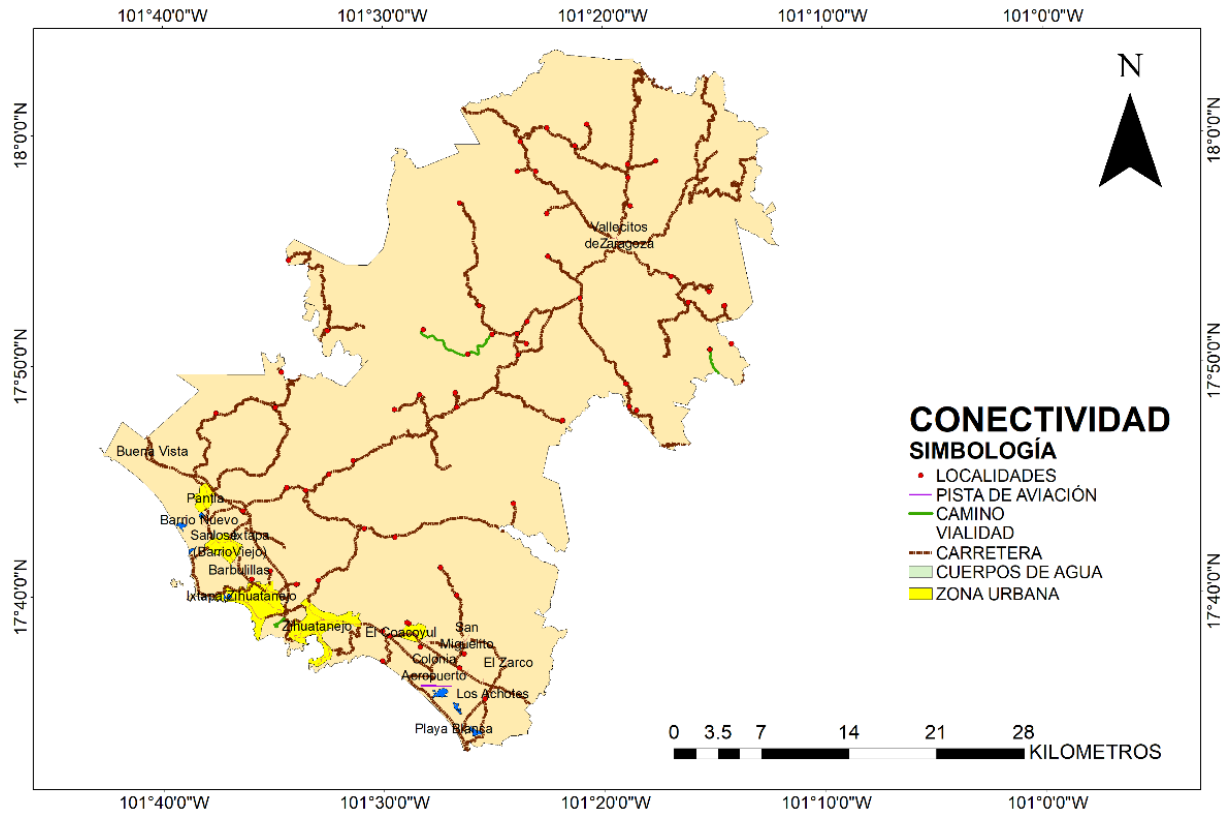 101°40'0"W 101°30'0"W 101°20'0"W 101°10'0"W 101°0'0"W
18°0'0"N
17°50'0"N
17°40'0"N
N
Vallecitos
deZaragoza
Buena Vista
Pantla
Barrio Nuevo
SanJoseIxtapa
(BarrioViejo)
Barbulillas
IxtapaZihuatanejo
Zihuatanejo
El Coacoyul
San
Miguelito
Colonia
Aeropuerto
El Zarco
Los Achotes
Playa Blansa
CONECTIVIDAD
SIMBOLOGÍA
LOCALIDADES
PISTA DE AVIACIÓN
CAMINO
VIALIDAD
CARRETERA
CUERPOS DE AGUA
ZONA URBANA
0 3.5 7 14 21 28
KILOMETROS
18°0'0"N
17°50'0"N
17°40'0"N
101°40'0"W 101°30'0"W 101°20'0"W 101°10'0"W 101°0'0"W